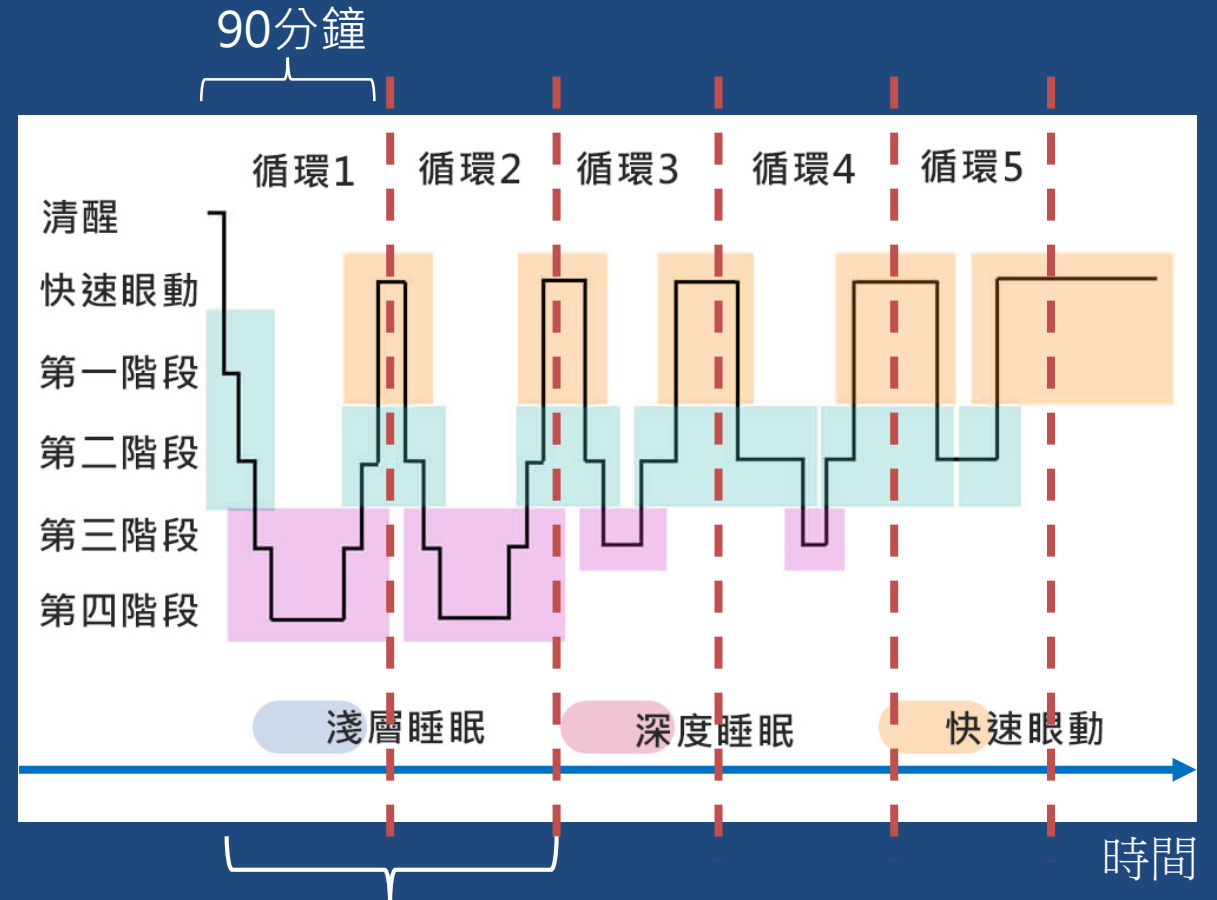 90分鐘
循環1 循環2 循環3 循環4 循環5
清醒
快速眼動
第一階段
第二階段
第三階段
第四階段
淺層睡眠 深度睡眠 快速眼動
時間